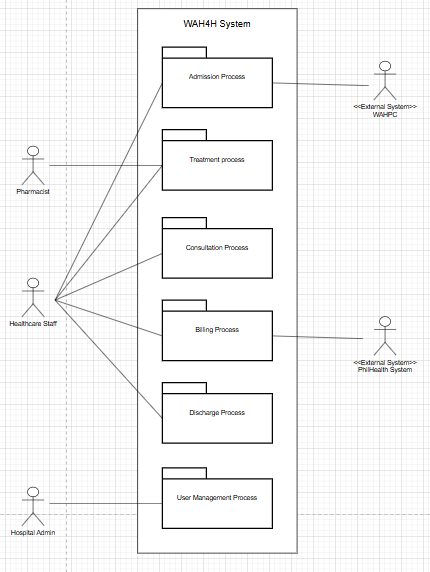 WAH4H System
Admission Process
<<External System>>
WAHPC
Treatment process
Pharmacist
Consultation Process
Healthcare Staff
Billing Process
<<External System>>
PhilHealth System
Discharge Process
User Management Process
Hospital Admin